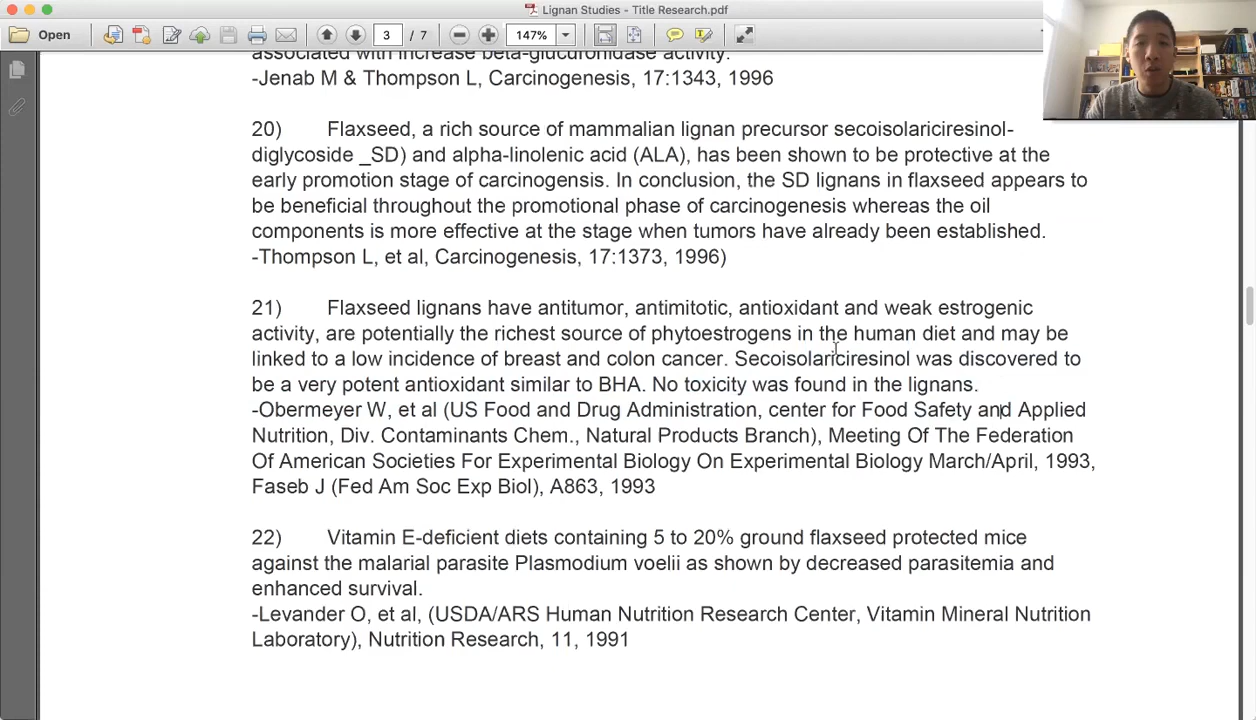 Lignan Studies - Title Research.pdf
Open 3 / 7 147%
associated with increase beta-glucuronidase activity.
-Jenab M & Thompson L, Carcinogenesis, 17:1343, 1996
20) Flaxseed, a rich source of mammalian lignan precursor secoisolariciresinol-
diglycoside _SD) and alpha-linolenic acid (ALA), has been shown to be protective at the
early promotion stage of carcinogensis. In conclusion, the SD lignans in flaxseed appears to
be beneficial throughout the promotional phase of carcinogenesis whereas the oil
components is more effective at the stage when tumors have already been established.
-Thompson L, et al, Carcinogenesis, 17:1373, 1996)
21) Flaxseed lignans have antitumor, antimitotic, antioxidant and weak estrogenic
activity, are potentially the richest source of phytoestrogens in the human diet and may be
linked to a low incidence of breast and colon cancer. Secoisolariciresinol was discovered to
be a very potent antioxidant similar to BHA. No toxicity was found in the lignans.
-Obermeyer W, et al (US Food and Drug Administration, center for Food Safety and Applied
Nutrition, Div. Contaminants Chem., Natural Products Branch), Meeting Of The Federation
Of American Societies For Experimental Biology On Experimental Biology March/April, 1993,
Faseb J (Fed Am Soc Exp Biol), A863, 1993
22) Vitamin E-deficient diets containing 5 to 20% ground flaxseed protected mice
against the malarial parasite Plasmodium voelii as shown by decreased parasitemia and
enhanced survival.
-Levander O, et al, (USDA/ARS Human Nutrition Research Center, Vitamin Mineral Nutrition
Laboratory), Nutrition Research, 11, 1991